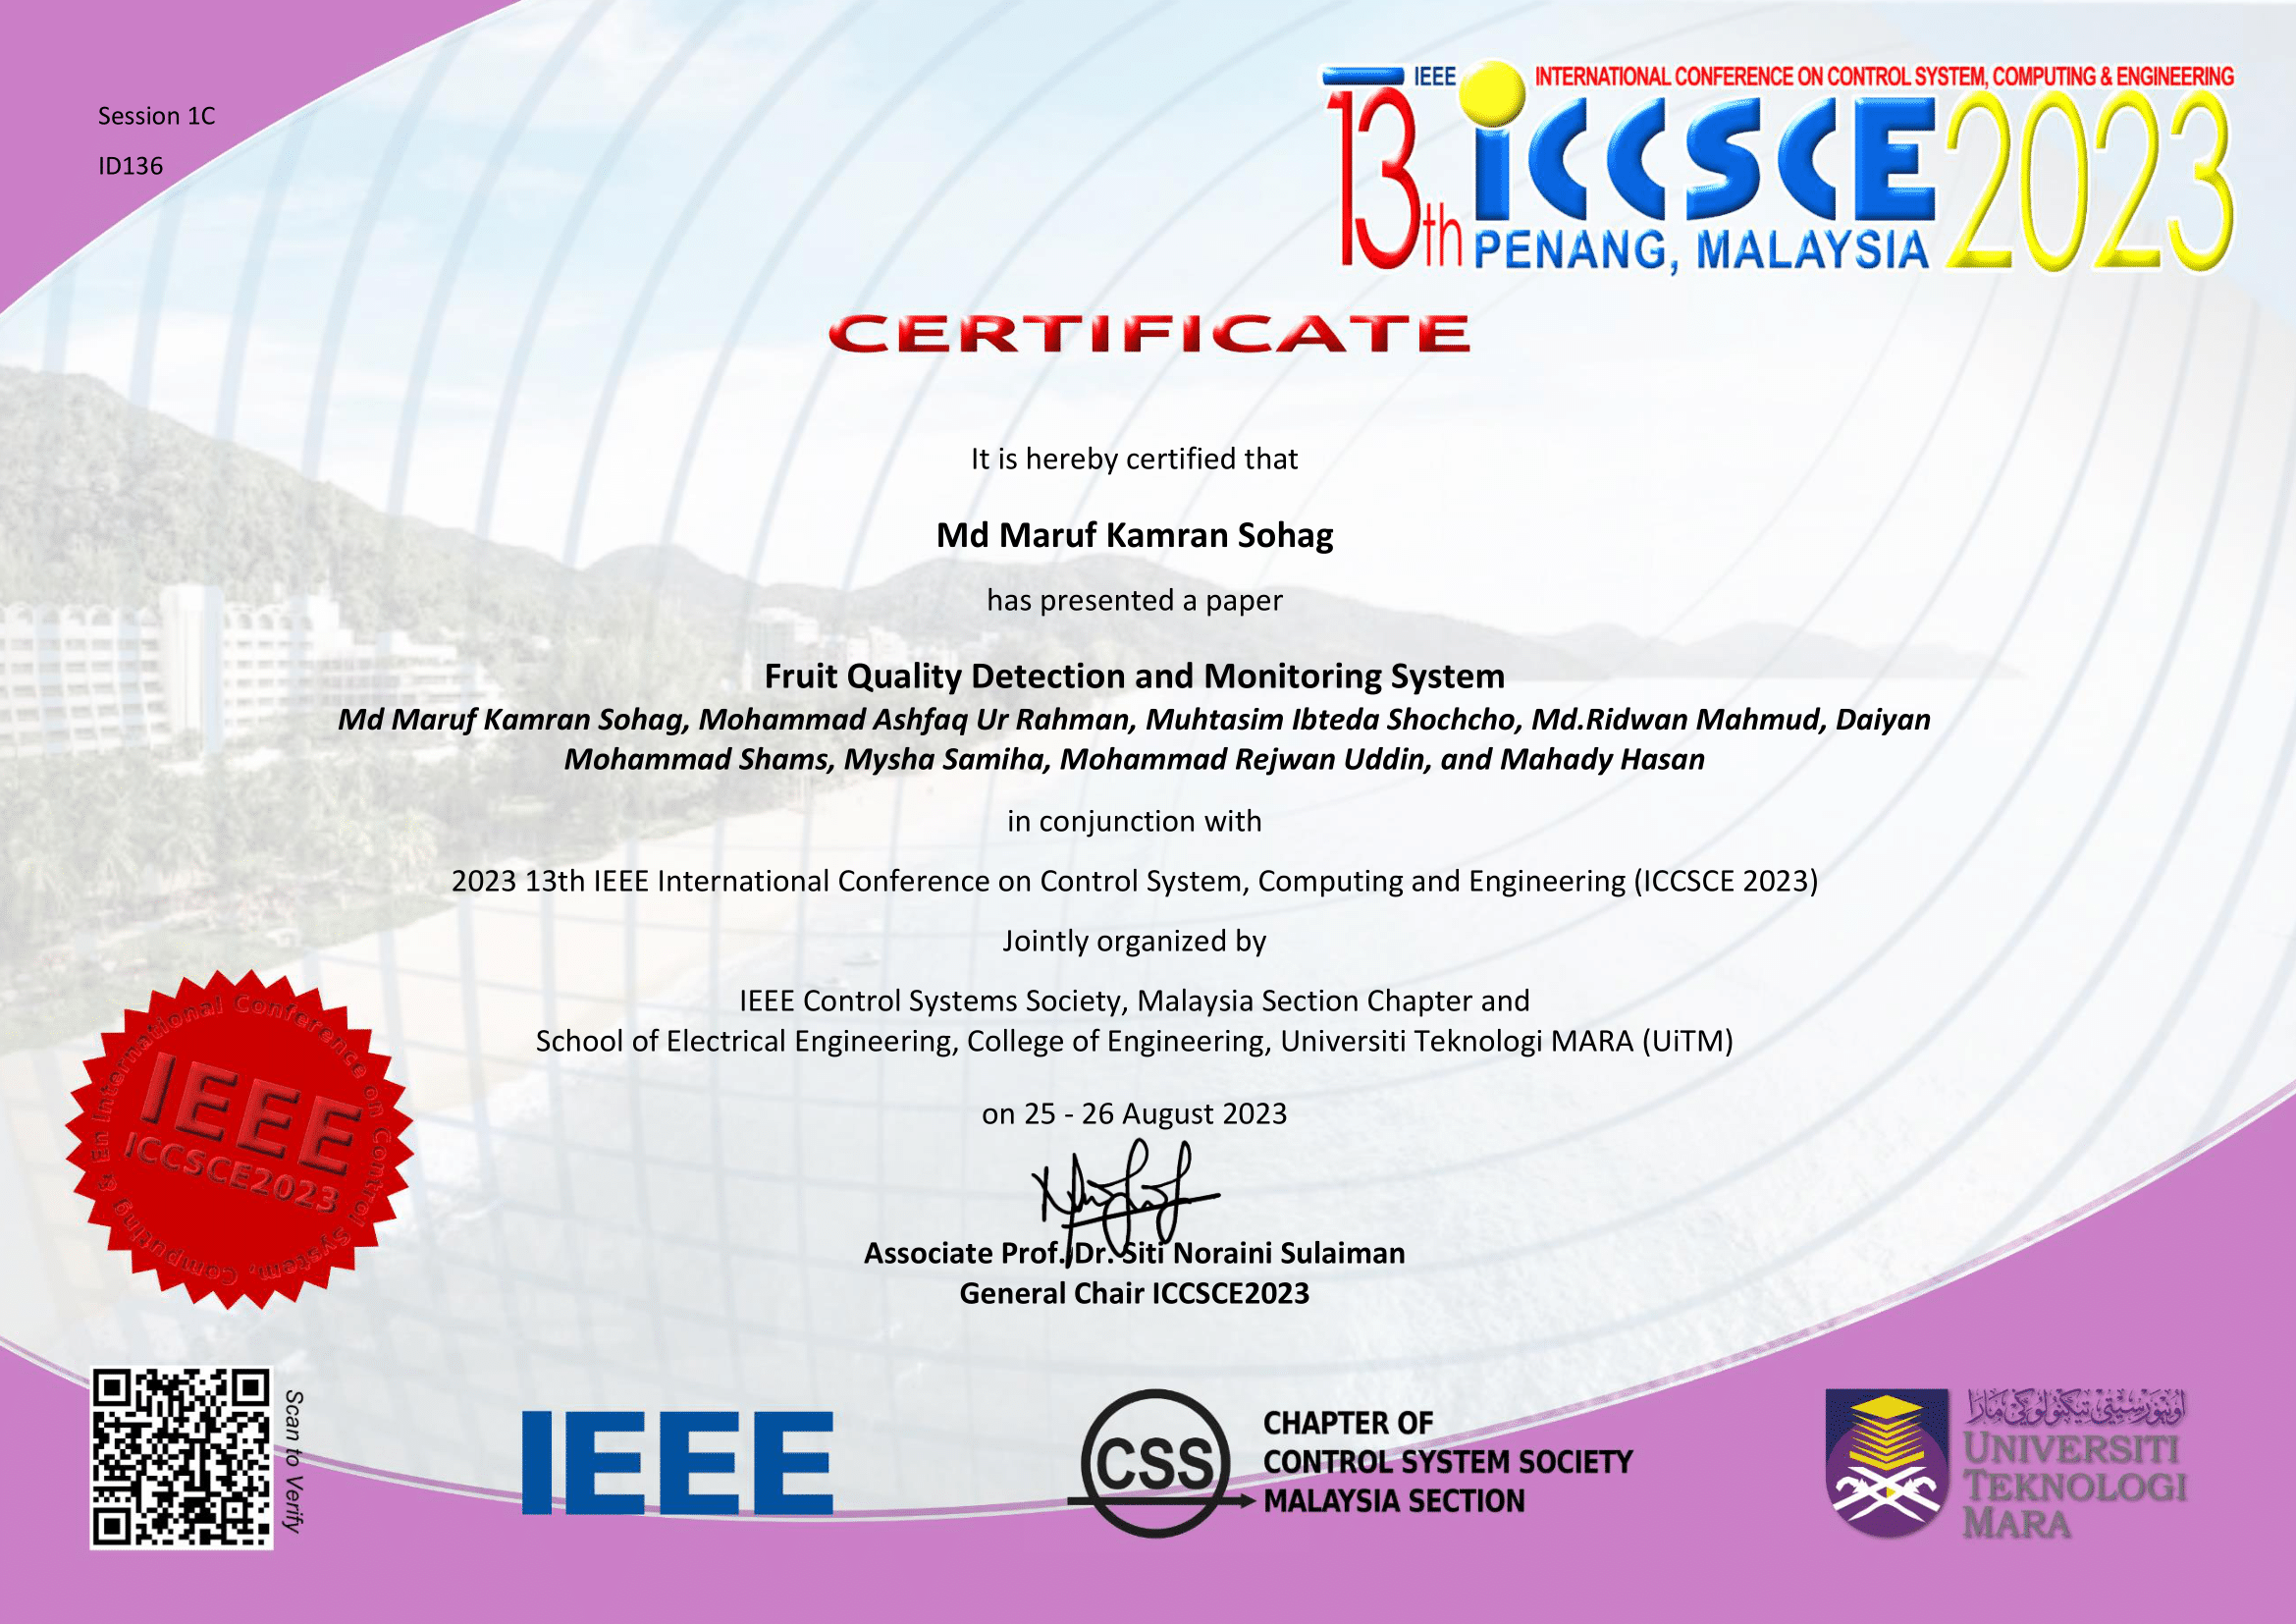 Session 1C
ID136
IEEE INTERNATIONAL CONFERENCE ON CONTROL SYSTEM, COMPUTING & ENGINEERING
13th iCCSCE 2023
PENANG, MALAYSIA
CERTIFICATE
It is hereby certified that
Md Maruf Kamran Sohag
has presented a paper
Fruit Quality Detection and Monitoring System
Md Maruf Kamran Sohag, Mohammad Ashfaq Ur Rahman, Muhtasim Ibteda Shochcho, Md.Ridwan Mahmud, Daiyan
Mohammad Shams, Mysha Samiha, Mohammad Rejwan Uddin, and Mahady Hasan
in conjunction with
2023 13th IEEE International Conference on Control System, Computing and Engineering (ICCSCE 2023)
Jointly organized by
IEEE Control Systems Society, Malaysia Section Chapter and
School of Electrical Engineering, College of Engineering, Universiti Teknologi MARA (UiTM)
on 25 - 26 August 2023
Associate Prof. Dr. Siti Noraini Sulaiman
General Chair ICCSCE2023
International Conference on Control System, Computing & En
IEEE
ICCSCE2023
Scan to Verify
IEEE
CSS
CHAPTER OF
CONTROL SYSTEM SOCIETY
MALAYSIA SECTION
اونيۏرسيتي تيكنولوڬي مارا
UNIVERSITI
TEKNOLOGI
MARA